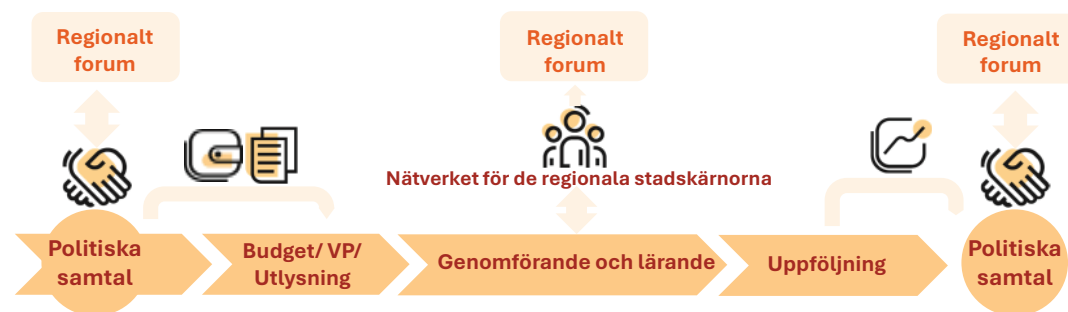 Regionalt
forum
Regionalt
forum
Regionalt
forum
Nätverket för de regionala stadskärnorna
Politiska
samtal
Budget/ VP/
Utlysning
Genomförande och lärande
Uppföljning
Politiska
samtal